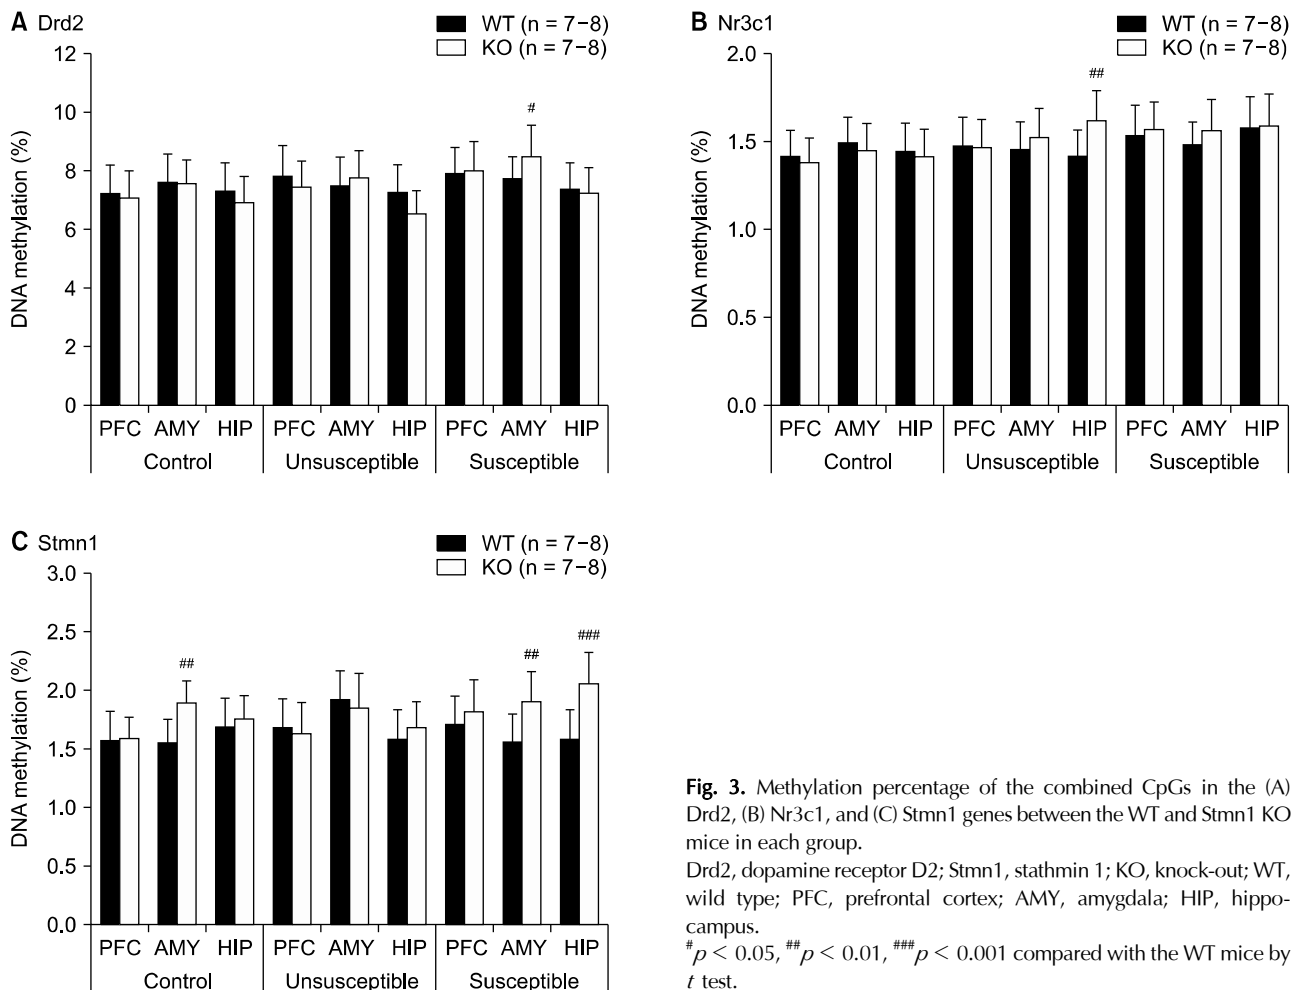 A Drd2
WT (n = 7−8)
KO (n = 7−8)
DNA methylation (%)
12
10
8
6
4
2
0
#
PFC AMY HIP PFC AMY HIP PFC AMY HIP
Control Unsusceptible Susceptible
B Nr3c1
WT (n = 7−8)
KO (n = 7−8)
DNA methylation (%)
2.0
1.5
1.0
0.5
0.0
##
PFC AMY HIP PFC AMY HIP PFC AMY HIP
Control Unsusceptible Susceptible
C Stmn1
WT (n = 7−8)
KO (n = 7−8)
DNA methylation (%)
3.0
2.5
2.0
1.5
1.0
0.5
0.0
## ## ###
PFC AMY HIP PFC AMY HIP PFC AMY HIP
Control Unsusceptible Susceptible
Fig. 3. Methylation percentage of the combined CpGs in the (A)
Drd2, (B) Nr3c1, and (C) Stmn1 genes between the WT and Stmn1 KO
mice in each group.
Drd2, dopamine receptor D2; Stmn1, stathmin 1; KO, knock-out; WT,
wild type; PFC, prefrontal cortex; AMY, amygdala; HIP, hippo-
campus.
#p < 0.05, ##p < 0.01, ###p < 0.001 compared with the WT mice by
t test.